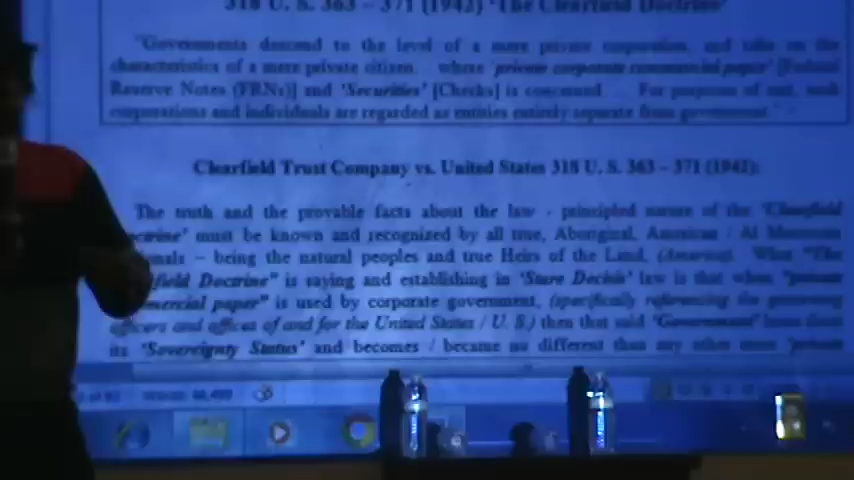 318 U. S. 363 – 371 (1942) 'The Clearfield Doctrine'
"Governments descend to the level of a mere private corporation, and take on the
characteristics of a mere private citizen. where 'private corporate commercial paper' [Federal
Reserve Notes (FRNs)] and 'Securities' [Checks] is concerned. For purposes of suit, such
corporations and individuals are regarded as entities entirely separate from government."
Clearfield Trust Company vs. United States 318 U. S. 363 – 371 (1942):
The truth and the provable facts about the law - principled nature of the 'Clearfield
must be known and recognized by all true, Aboriginal, American / Al
– being the natural peoples and true Heirs of the Land, What "The
field Doctrine" is saying and establishing in 'Stare Decisis' law is that when "private
mercial paper" is used by corporate government, (specifically referencing the
officers and offices of and for the United States / U. S.) then that said 'Government'
its 'Sovereignty Status' and becomes / became no different than any other mere 'private